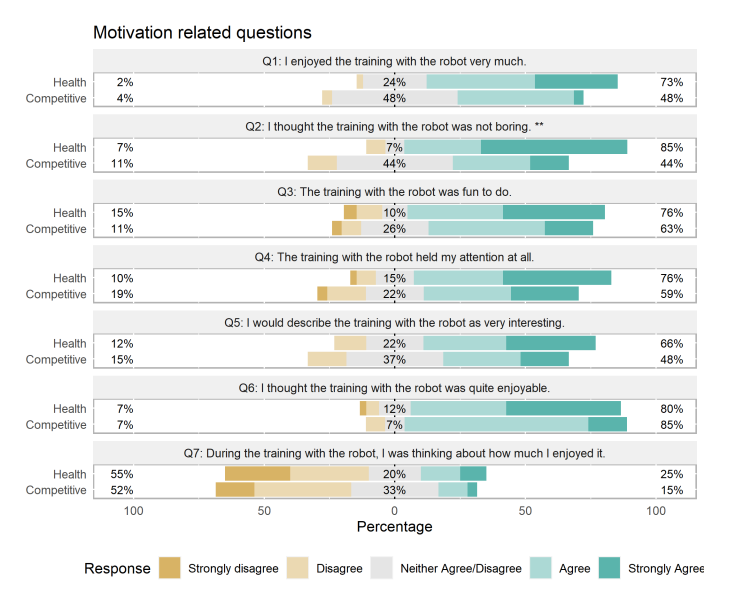 Motivation related questions
Q1: I enjoyed the training with the robot very much.
Health 2% 24% 73%
Competitive 4% 48% 48%
Q2: I thought the training with the robot was not boring. **
Health 7% 7% 85%
Competitive 11% 44% 44%
Q3: The training with the robot was fun to do.
Health 15% 10% 76%
Competitive 11% 26% 63%
Q4: The training with the robot held my attention at all.
Health 10% 15% 76%
Competitive 19% 22% 59%
Q5: I would describe the training with the robot as very interesting.
Health 12% 22% 66%
Competitive 15% 37% 48%
Q6: I thought the training with the robot was quite enjoyable.
Health 7% 12% 80%
Competitive 7% 7% 85%
Q7: During the training with the robot, I was thinking about how much I enjoyed it.
Health 55% 20% 25%
Competitive 52% 33% 15%
100 50 0 50 100
Percentage
Response Strongly disagree Disagree Neither Agree/Disagree Agree Strongly Agree